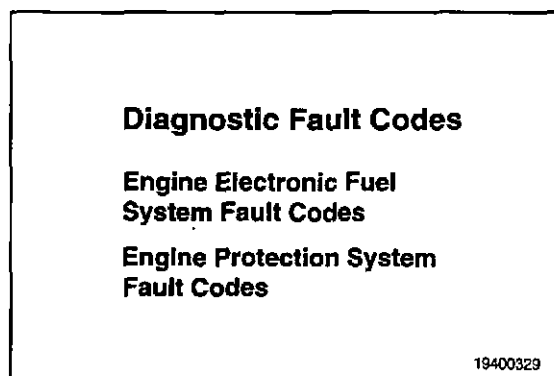 Diagnostic Fault Codes
Engine Electronic Fuel
System Fault Codes
Engine Protection System
Fault Codes
19400329